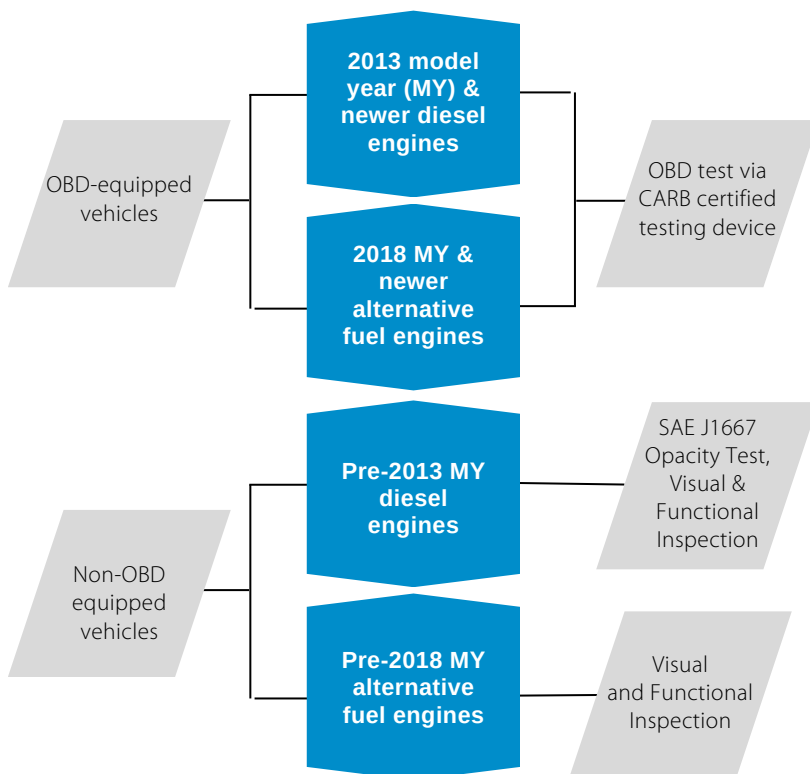 2013 model
year (MY) &
newer diesel
engines
OBD-equipped
vehicles
OBD test via
CARB certified
testing device
2018 MY &
newer
alternative
fuel engines
Pre-2013 MY
diesel
engines
SAE J1667
Opacity Test,
Visual &
Functional
Inspection
Non-OBD
equipped
vehicles
Pre-2018 MY
alternative
fuel engines
Visual
and Functional
Inspection